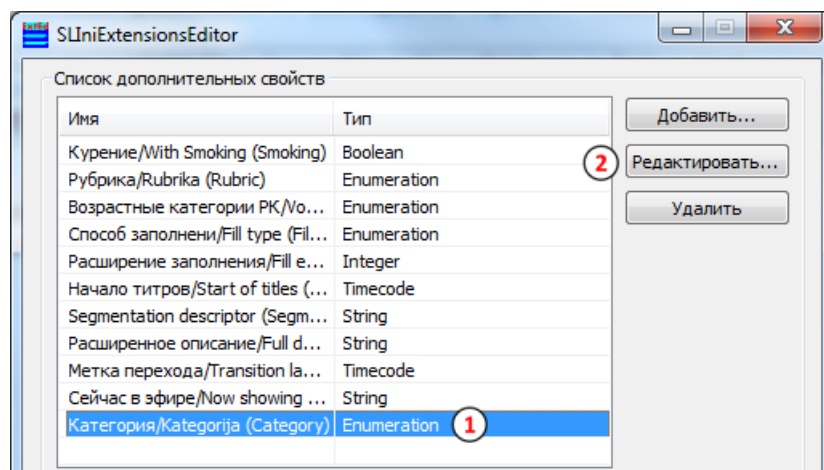 SLIniExtensionsEditor
Список дополнительных свойств
Имя Тип
Добавить...
Курение/With Smoking (Smoking) Boolean
2 Редактировать...
Рубрика/Rubrika (Rubric) Enumeration
Возрастные категории РК/Vo... Enumeration
Удалить
Способ заполнени/Fill type (Fil... Enumeration
Расширение заполнения/Fill e... Integer
Начало титров/Start of titles (... Timecode
Segmentation descriptor (Segm... String
Расширенное описание/Full d... String
Метка перехода/Transition la... Timecode
Сейчас в эфире/Now showing ... String
Категория/Kategorija (Category) Enumeration 1